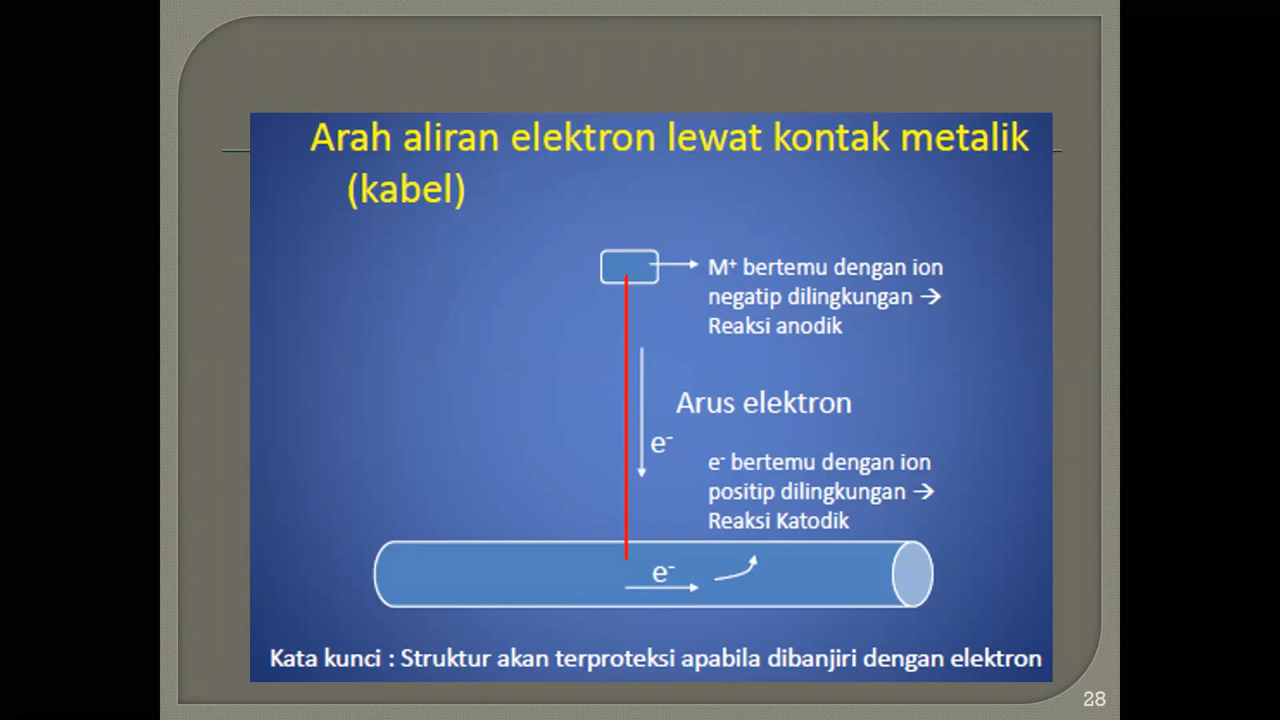 Arah aliran elektron lewat kontak metalik
(kabel)
M⁺ bertemu dengan ion
negatip dilingkungan →
Reaksi anodik
Arus elektron
e⁻
e⁻ bertemu dengan ion
positip dilingkungan →
Reaksi Katodik
e⁻
Kata kunci : Struktur akan terproteksi apabila dibanjiri dengan elektron
28